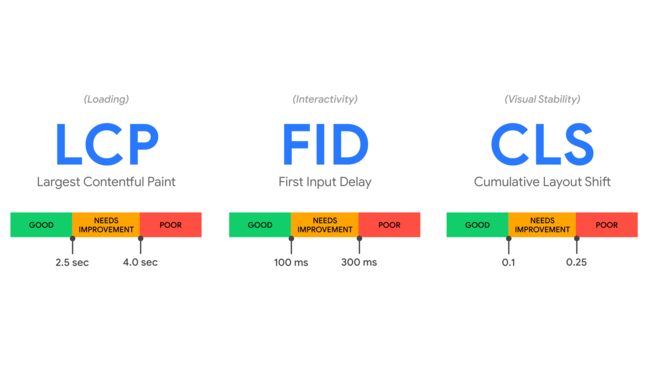 (Loading)
LCP
Largest Contentful Paint
GOOD
NEEDS
IMPROVEMENT
POOR
2.5 sec
4.0 sec
(Interactivity)
FID
First Input Delay
GOOD
NEEDS
IMPROVEMENT
POOR
100 ms
300 ms
(Visual Stability)
CLS
Cumulative Layout Shift
GOOD
NEEDS
IMPROVEMENT
POOR
0.1
0.25